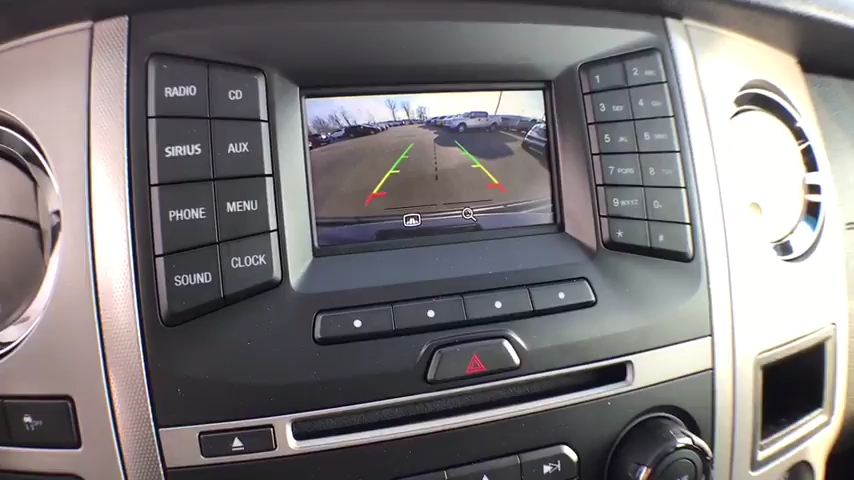 RADIO CD
SIRIUS AUX
PHONE MENU
SOUND CLOCK
1 2 ABC
3 DEF 4 GHI
5 JKL 6 MNO
7 PQRS 8 TUV
9 WXYZ 0
* #
OFF